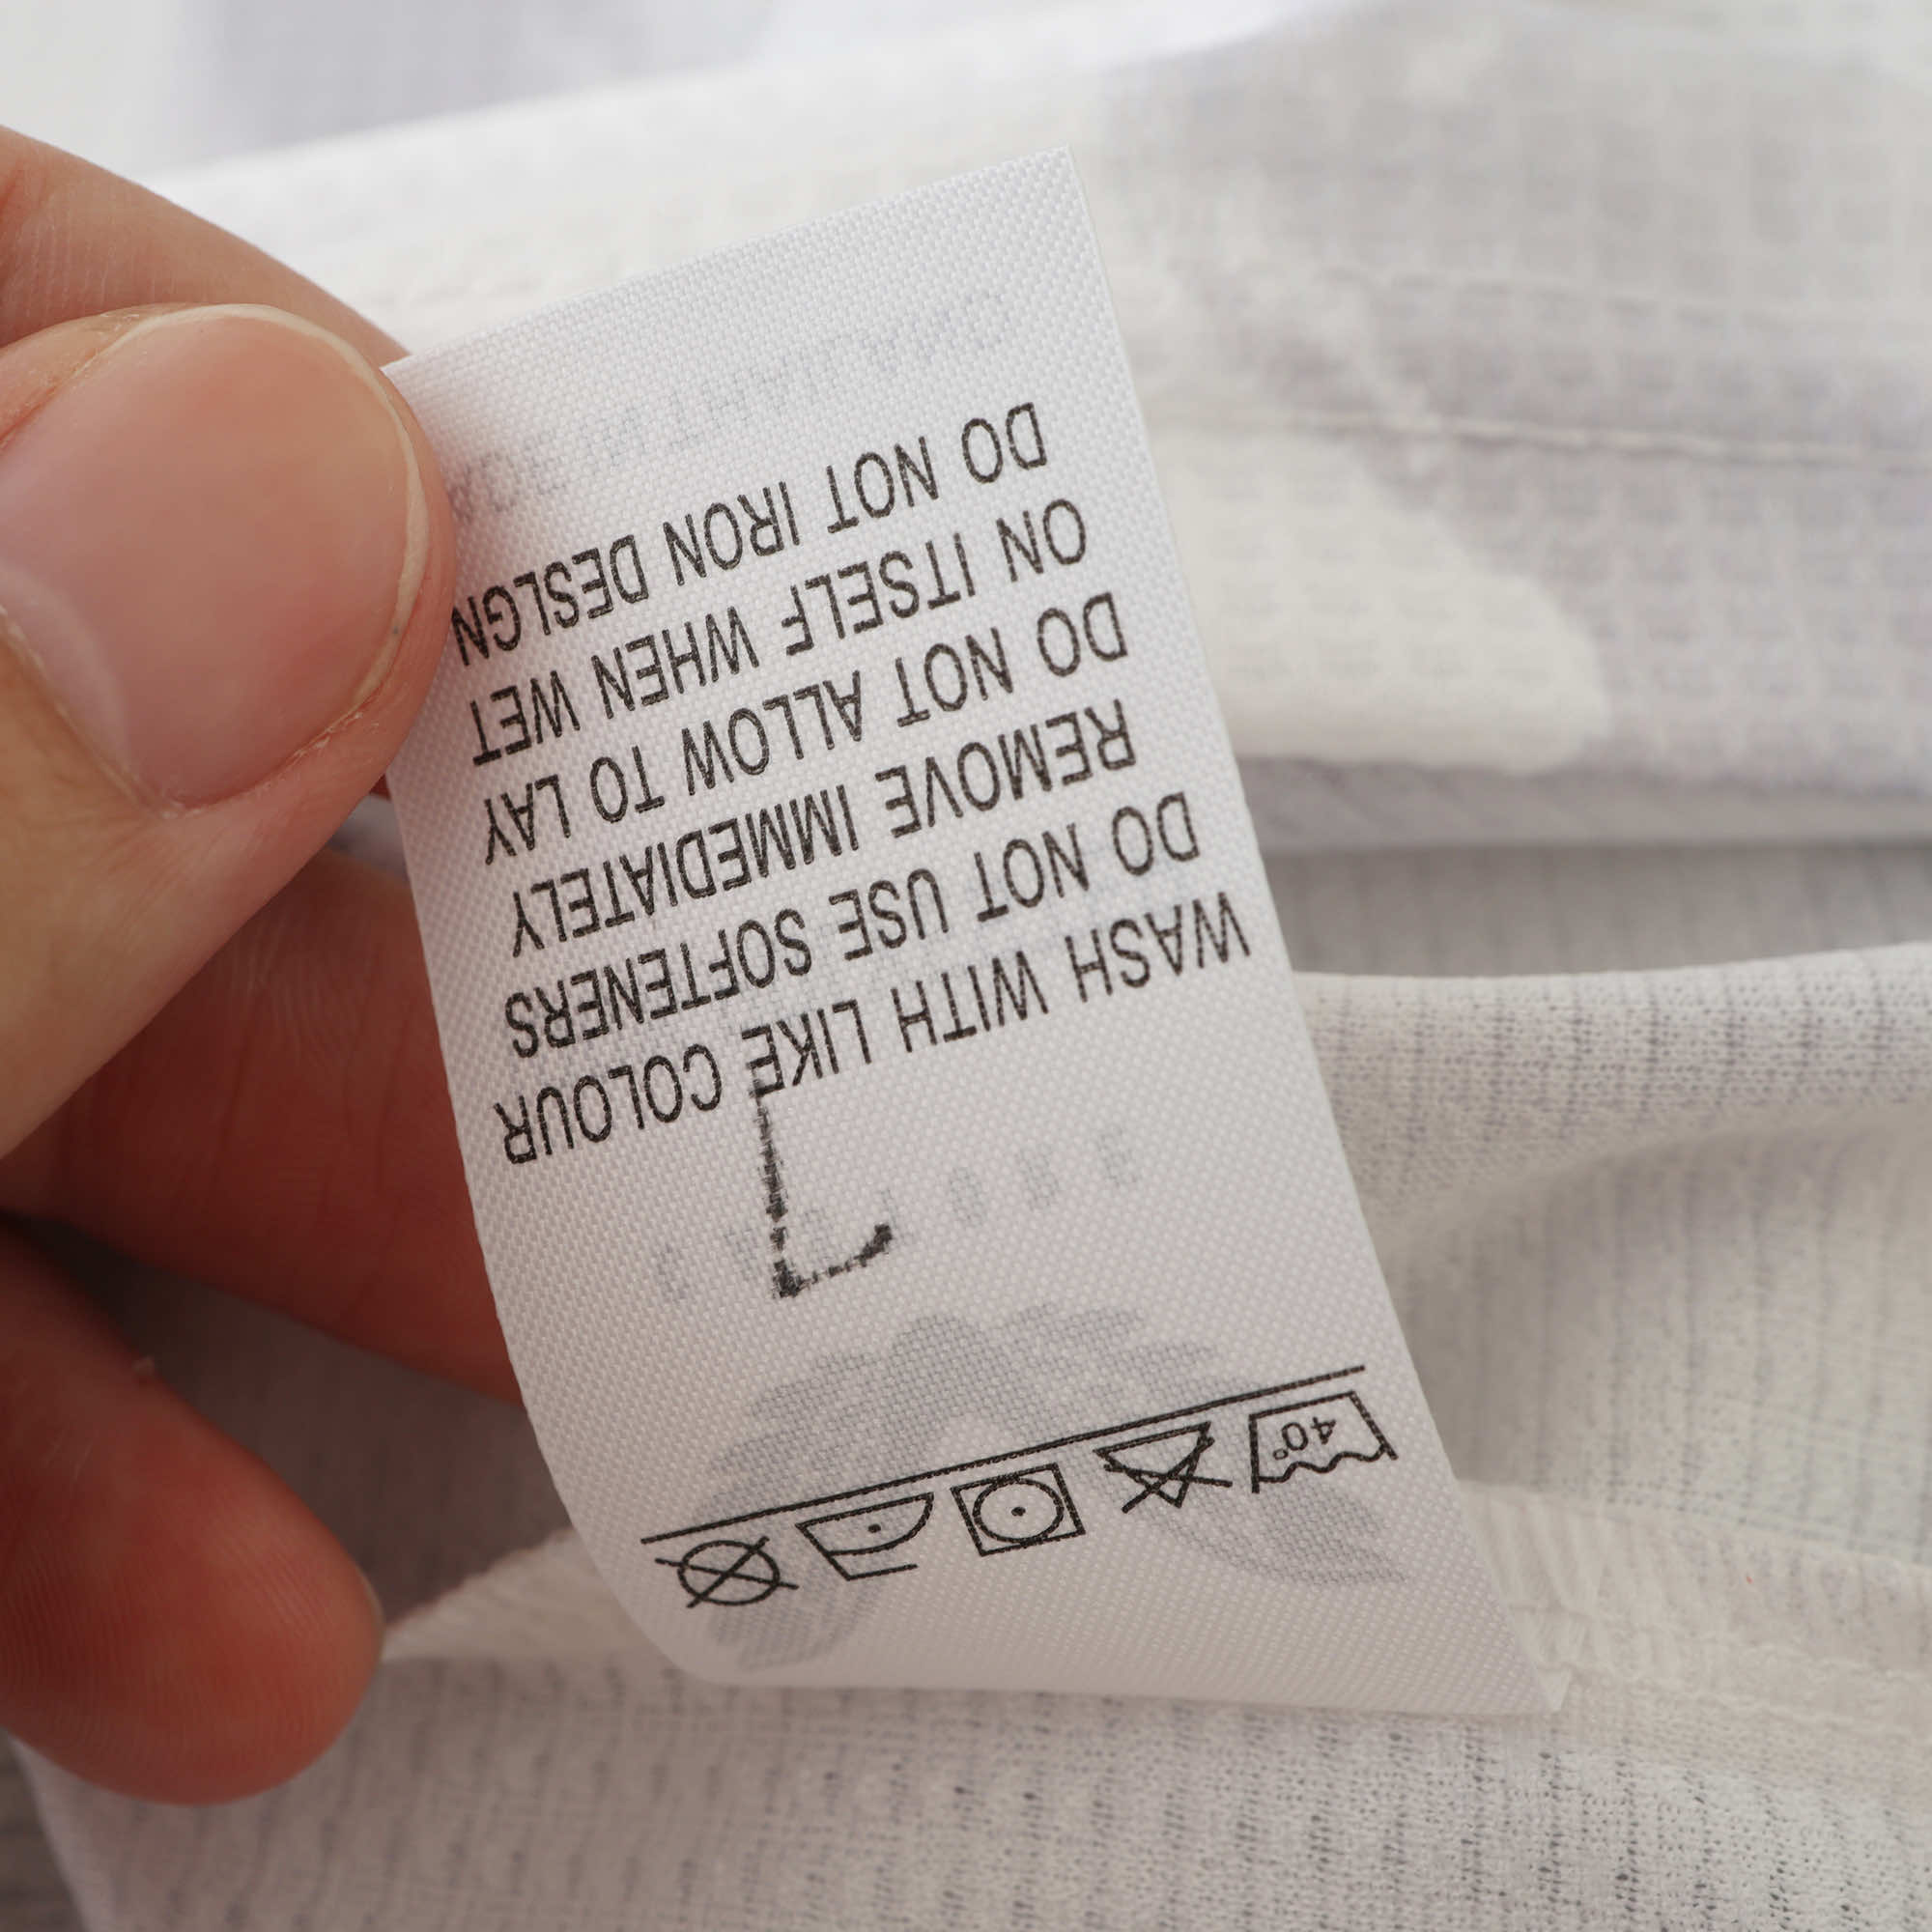 40°
WASH WITH LIKE COLOUR
DO NOT USE SOFTENERS
REMOVE IMMEDIATELY
DO NOT ALLOW TO LAY
ON ITSELF WHEN WET
DO NOT IRON DESLGN